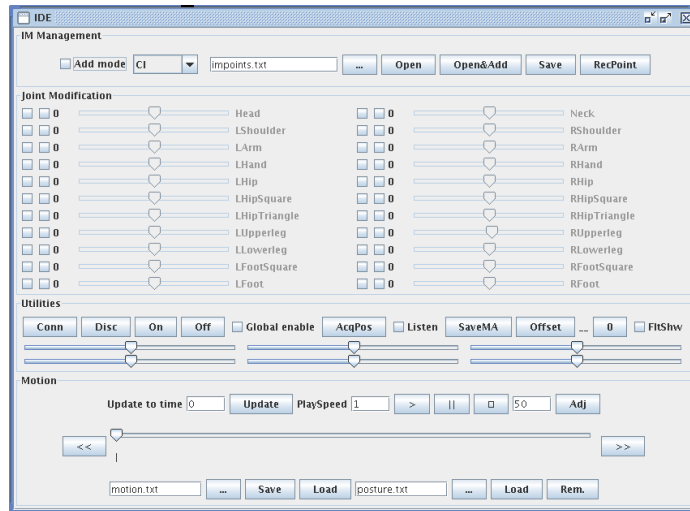 IDE
IM Management
Add mode CI impoints.txt ... Open Open&Add Save RecPoint
Joint Modification
0 Head 0 Neck
0 LShoulder 0 RShoulder
0 LArm 0 RArm
0 LHand 0 RHand
0 LHip 0 RHip
0 LHipSquare 0 RHipSquare
0 LHipTriangle 0 RHipTriangle
0 LUpperleg 0 RUpperleg
0 LLowerleg 0 RLowerleg
0 LFootSquare 0 RFootSquare
0 LFoot 0 RFoot
Utilities
Conn Disc On Off Global enable AcqPos Listen SaveMA Offset __ 0 FltShw
Motion
Update to time 0 Update PlaySpeed 1 > || 50 Adj
<< >>
motion.txt ... Save Load posture.txt ... Load Rem.